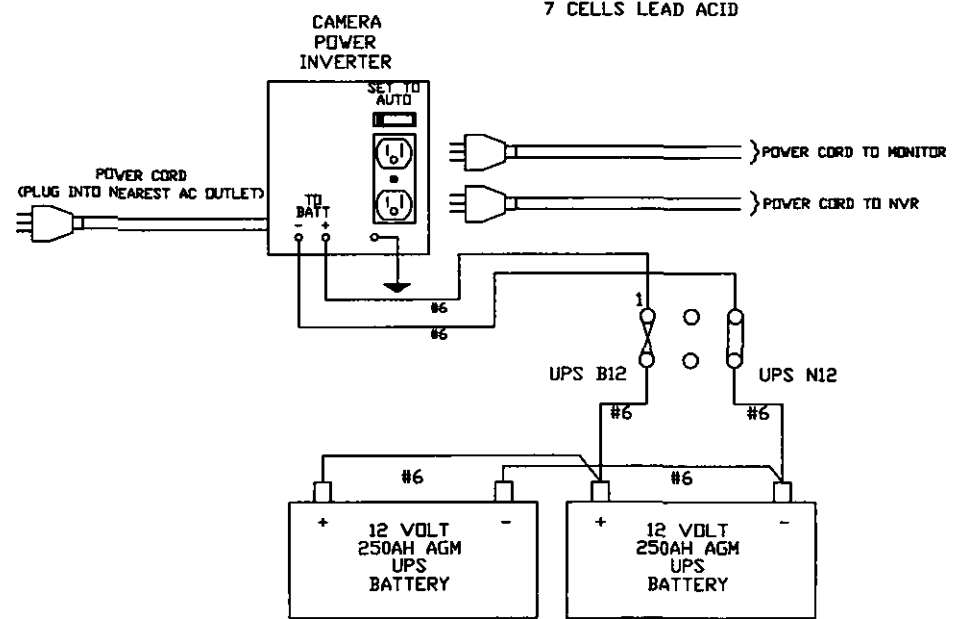 7 CELLS LEAD ACID
CAMERA
POWER
INVERTER
SET TO
AUTO
POWER CORD
(PLUG INTO NEAREST AC OUTLET)
TO
BATT
- +
POWER CORD TO MONITOR
POWER CORD TO NVR
#6
#6
1
UPS B12
UPS N12
#6
#6
#6
#6
+ -
12 VOLT
250AH AGM
UPS
BATTERY
+ -
12 VOLT
250AH AGM
UPS
BATTERY